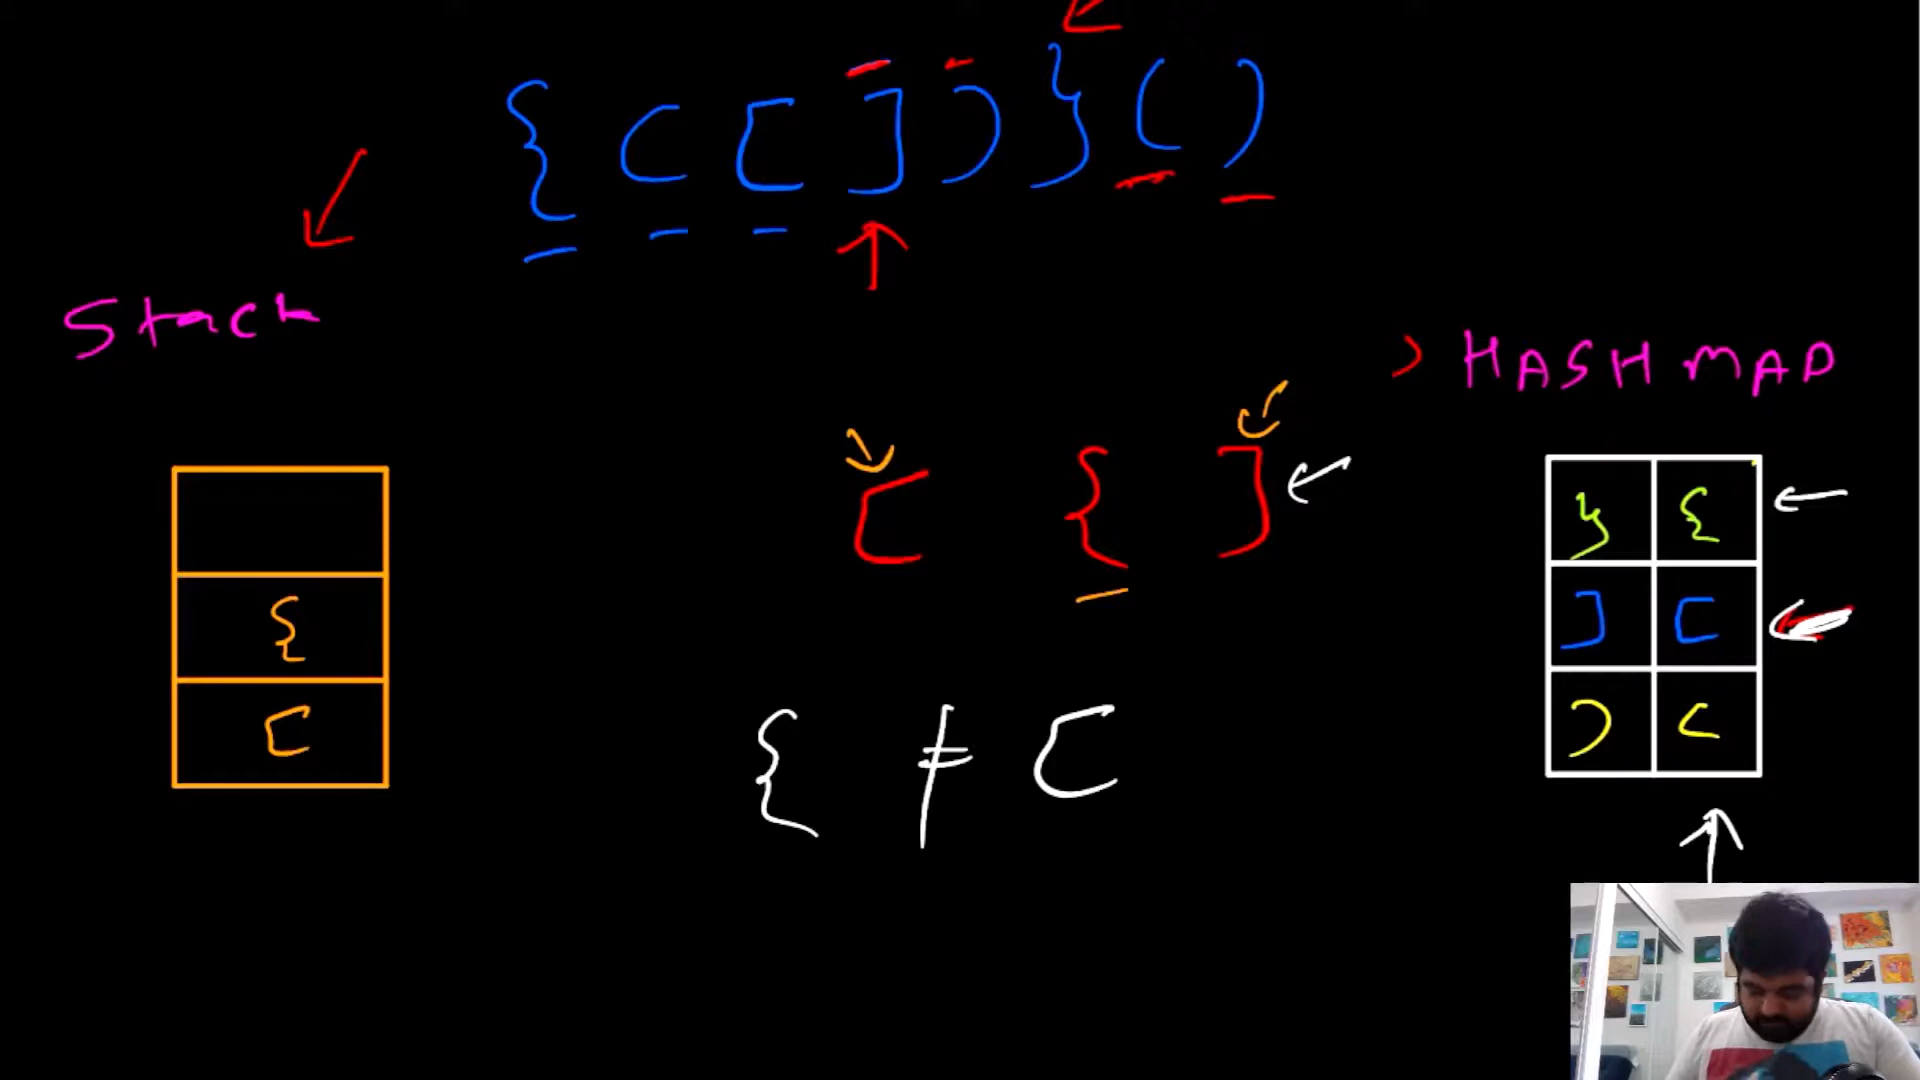 { ( [ ] ) } ( )
Stack
HASHMAP
[ { ]
} {
] [
) (
{
[
{ ≠ [